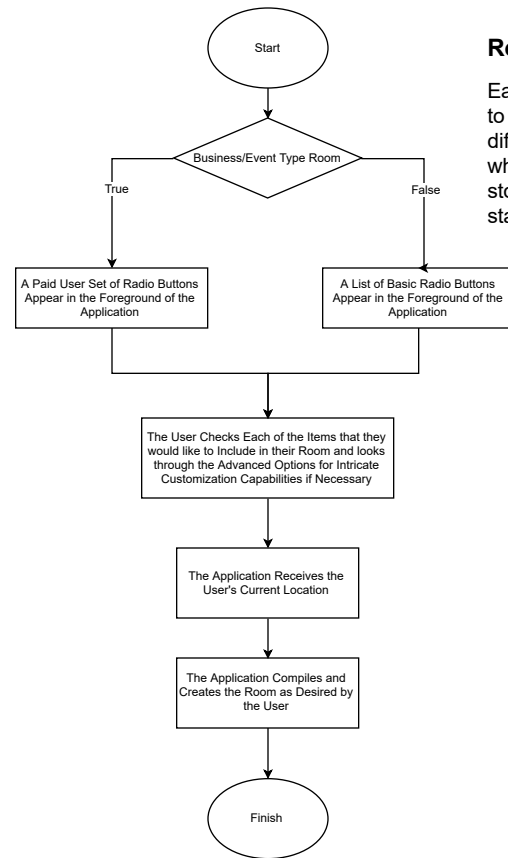 Start
Business/Event Type Room
True
False
A Paid User Set of Radio Buttons
Appear in the Foreground of the
Application
A List of Basic Radio Buttons
Appear in the Foreground of the
Application
The User Checks Each of the Items that they
would like to Include in their Room and looks
through the Advanced Options for Intricate
Customization Capabilities if Necessary
The Application Receives the
User's Current Location
The Application Compiles and
Creates the Room as Desired by
the User
Finish
to